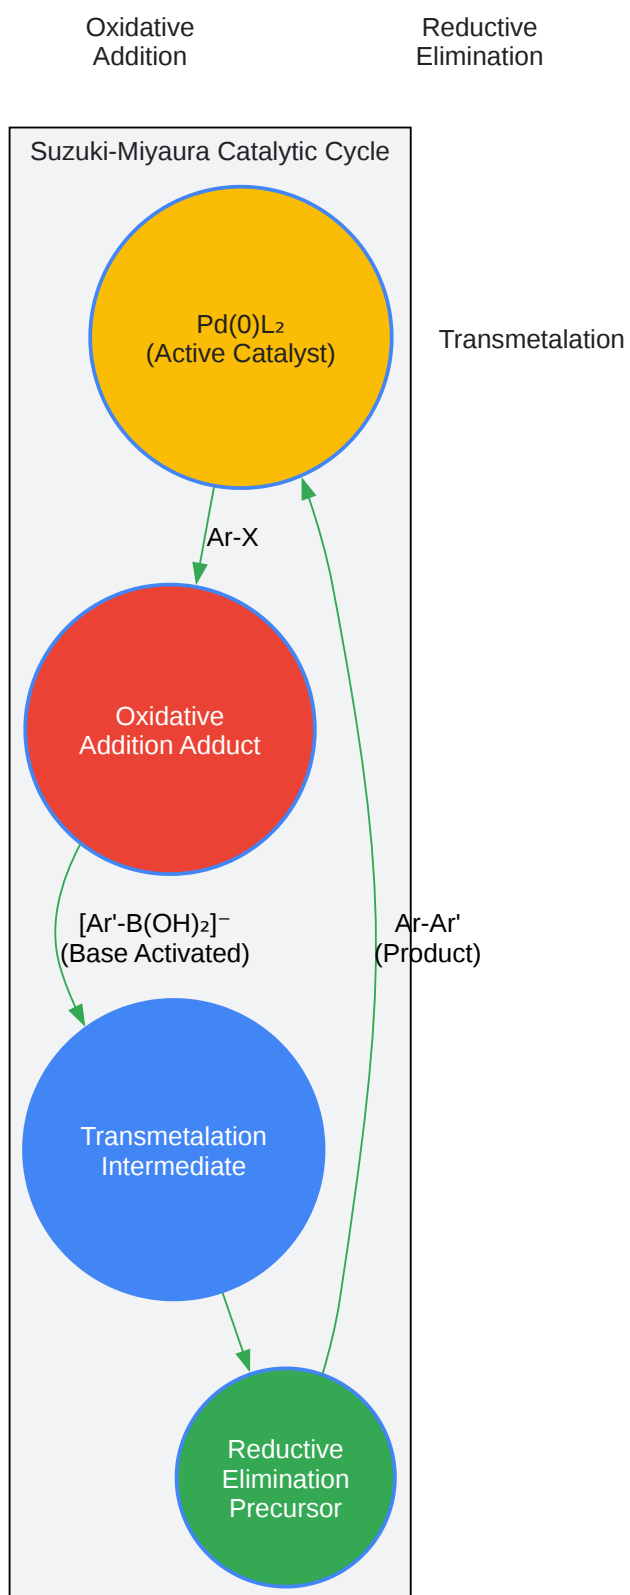 Oxidative
Addition
Reductive
Elimination
Suzuki-Miyaura Catalytic Cycle
Pd(0)L₂
(Active Catalyst)
Transmetalation
Ar-X
Oxidative
Addition Adduct
[Ar'-B(OH)₂]⁻
(Base Activated)
Ar-Ar'
(Product)
Transmetalation
Intermediate
Reductive
Elimination
Precursor